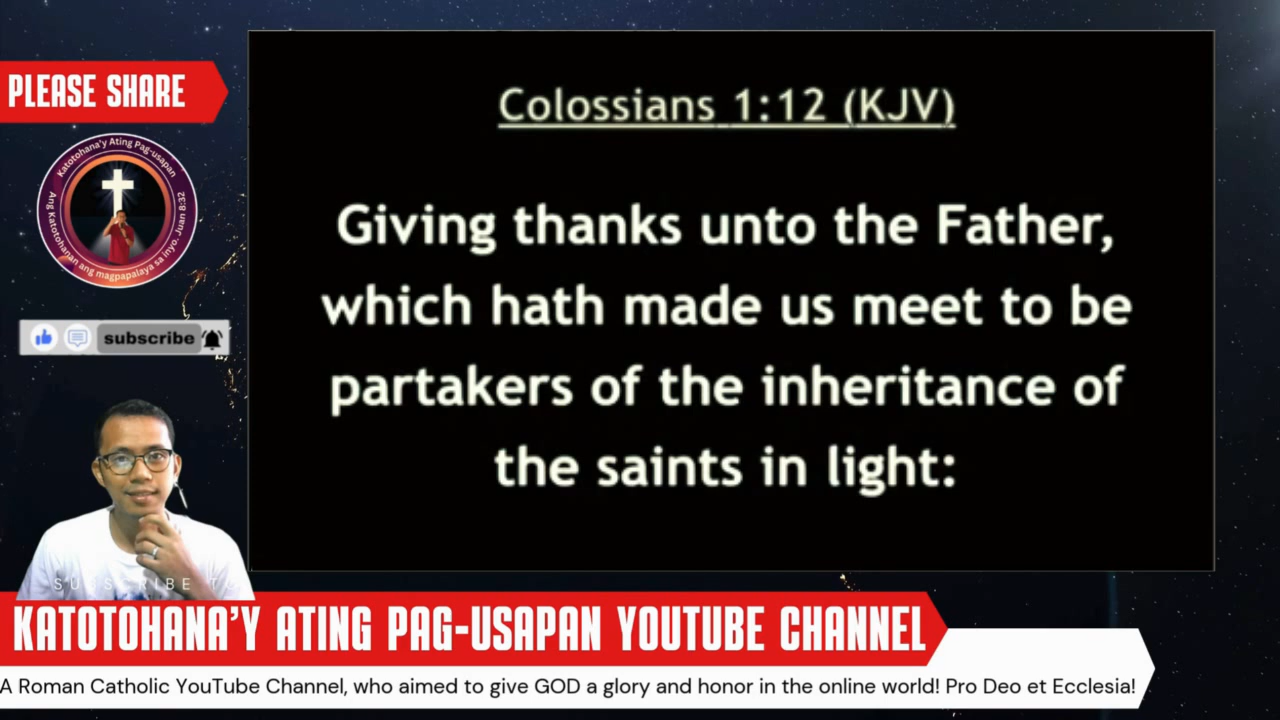 PLEASE SHARE
Katotohana'y Ating Pag-usapan
Ang Katotohanan ang magpapalaya sa inyo. Juan 8:32
subscribe
Colossians 1:12 (KJV)
Giving thanks unto the Father,
which hath made us meet to be
partakers of the inheritance of
the saints in light:
SUBSCRIBE TO
KATOTOHANA'Y ATING PAG-USAPAN YOUTUBE CHANNEL
A Roman Catholic YouTube Channel, who aimed to give GOD a glory and honor in the online world! Pro Deo et Ecclesia!